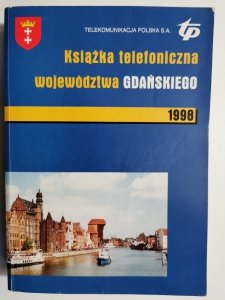 TELEKOMUNIKACJA POLSKA S.A.
tp
Książka telefoniczna
województwa GDAŃSKIEGO
1998